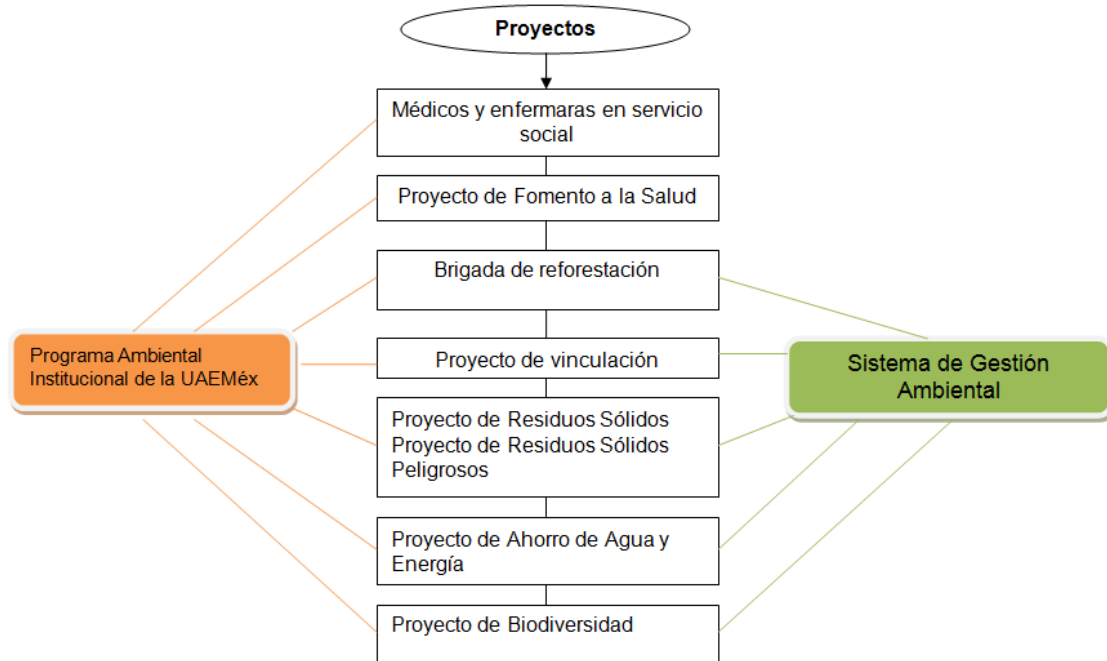 Proyectos
Médicos y enfermaras en servicio
social
Proyecto de Fomento a la Salud
Brigada de reforestación
Programa Ambiental
Institucional de la UAEMéx
Proyecto de vinculación
Sistema de Gestión
Ambiental
Proyecto de Residuos Sólidos
Proyecto de Residuos Sólidos
Peligrosos
Proyecto de Ahorro de Agua y
Energía
Proyecto de Biodiversidad